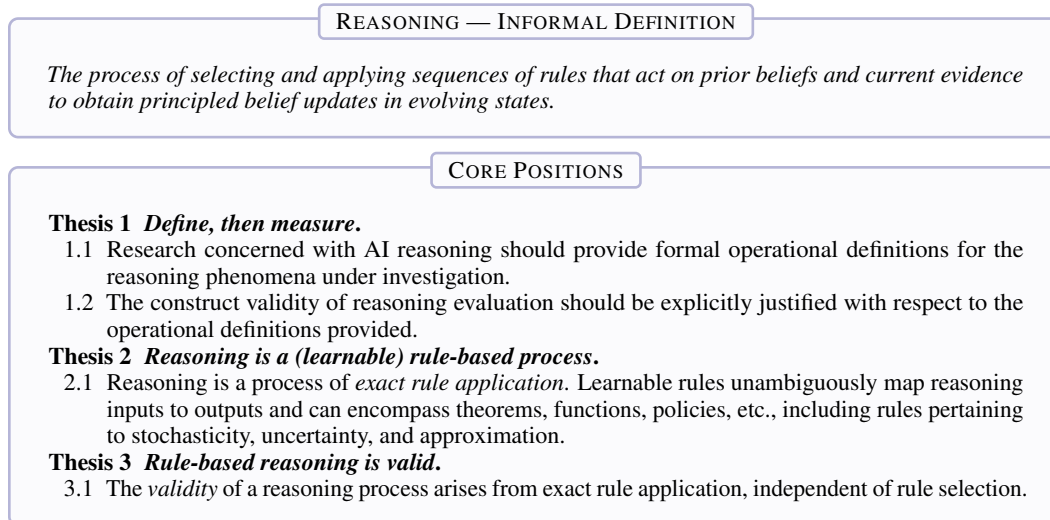 REASONING — INFORMAL DEFINITION
The process of selecting and applying sequences of rules that act on prior beliefs and current evidence
to obtain principled belief updates in evolving states.
CORE POSITIONS
Thesis 1 Define, then measure.
1.1 Research concerned with AI reasoning should provide formal operational definitions for the
reasoning phenomena under investigation.
1.2 The construct validity of reasoning evaluation should be explicitly justified with respect to the
operational definitions provided.
Thesis 2 Reasoning is a (learnable) rule-based process.
2.1 Reasoning is a process of exact rule application. Learnable rules unambiguously map reasoning
inputs to outputs and can encompass theorems, functions, policies, etc., including rules pertaining
to stochasticity, uncertainty, and approximation.
Thesis 3 Rule-based reasoning is valid.
3.1 The validity of a reasoning process arises from exact rule application, independent of rule selection.